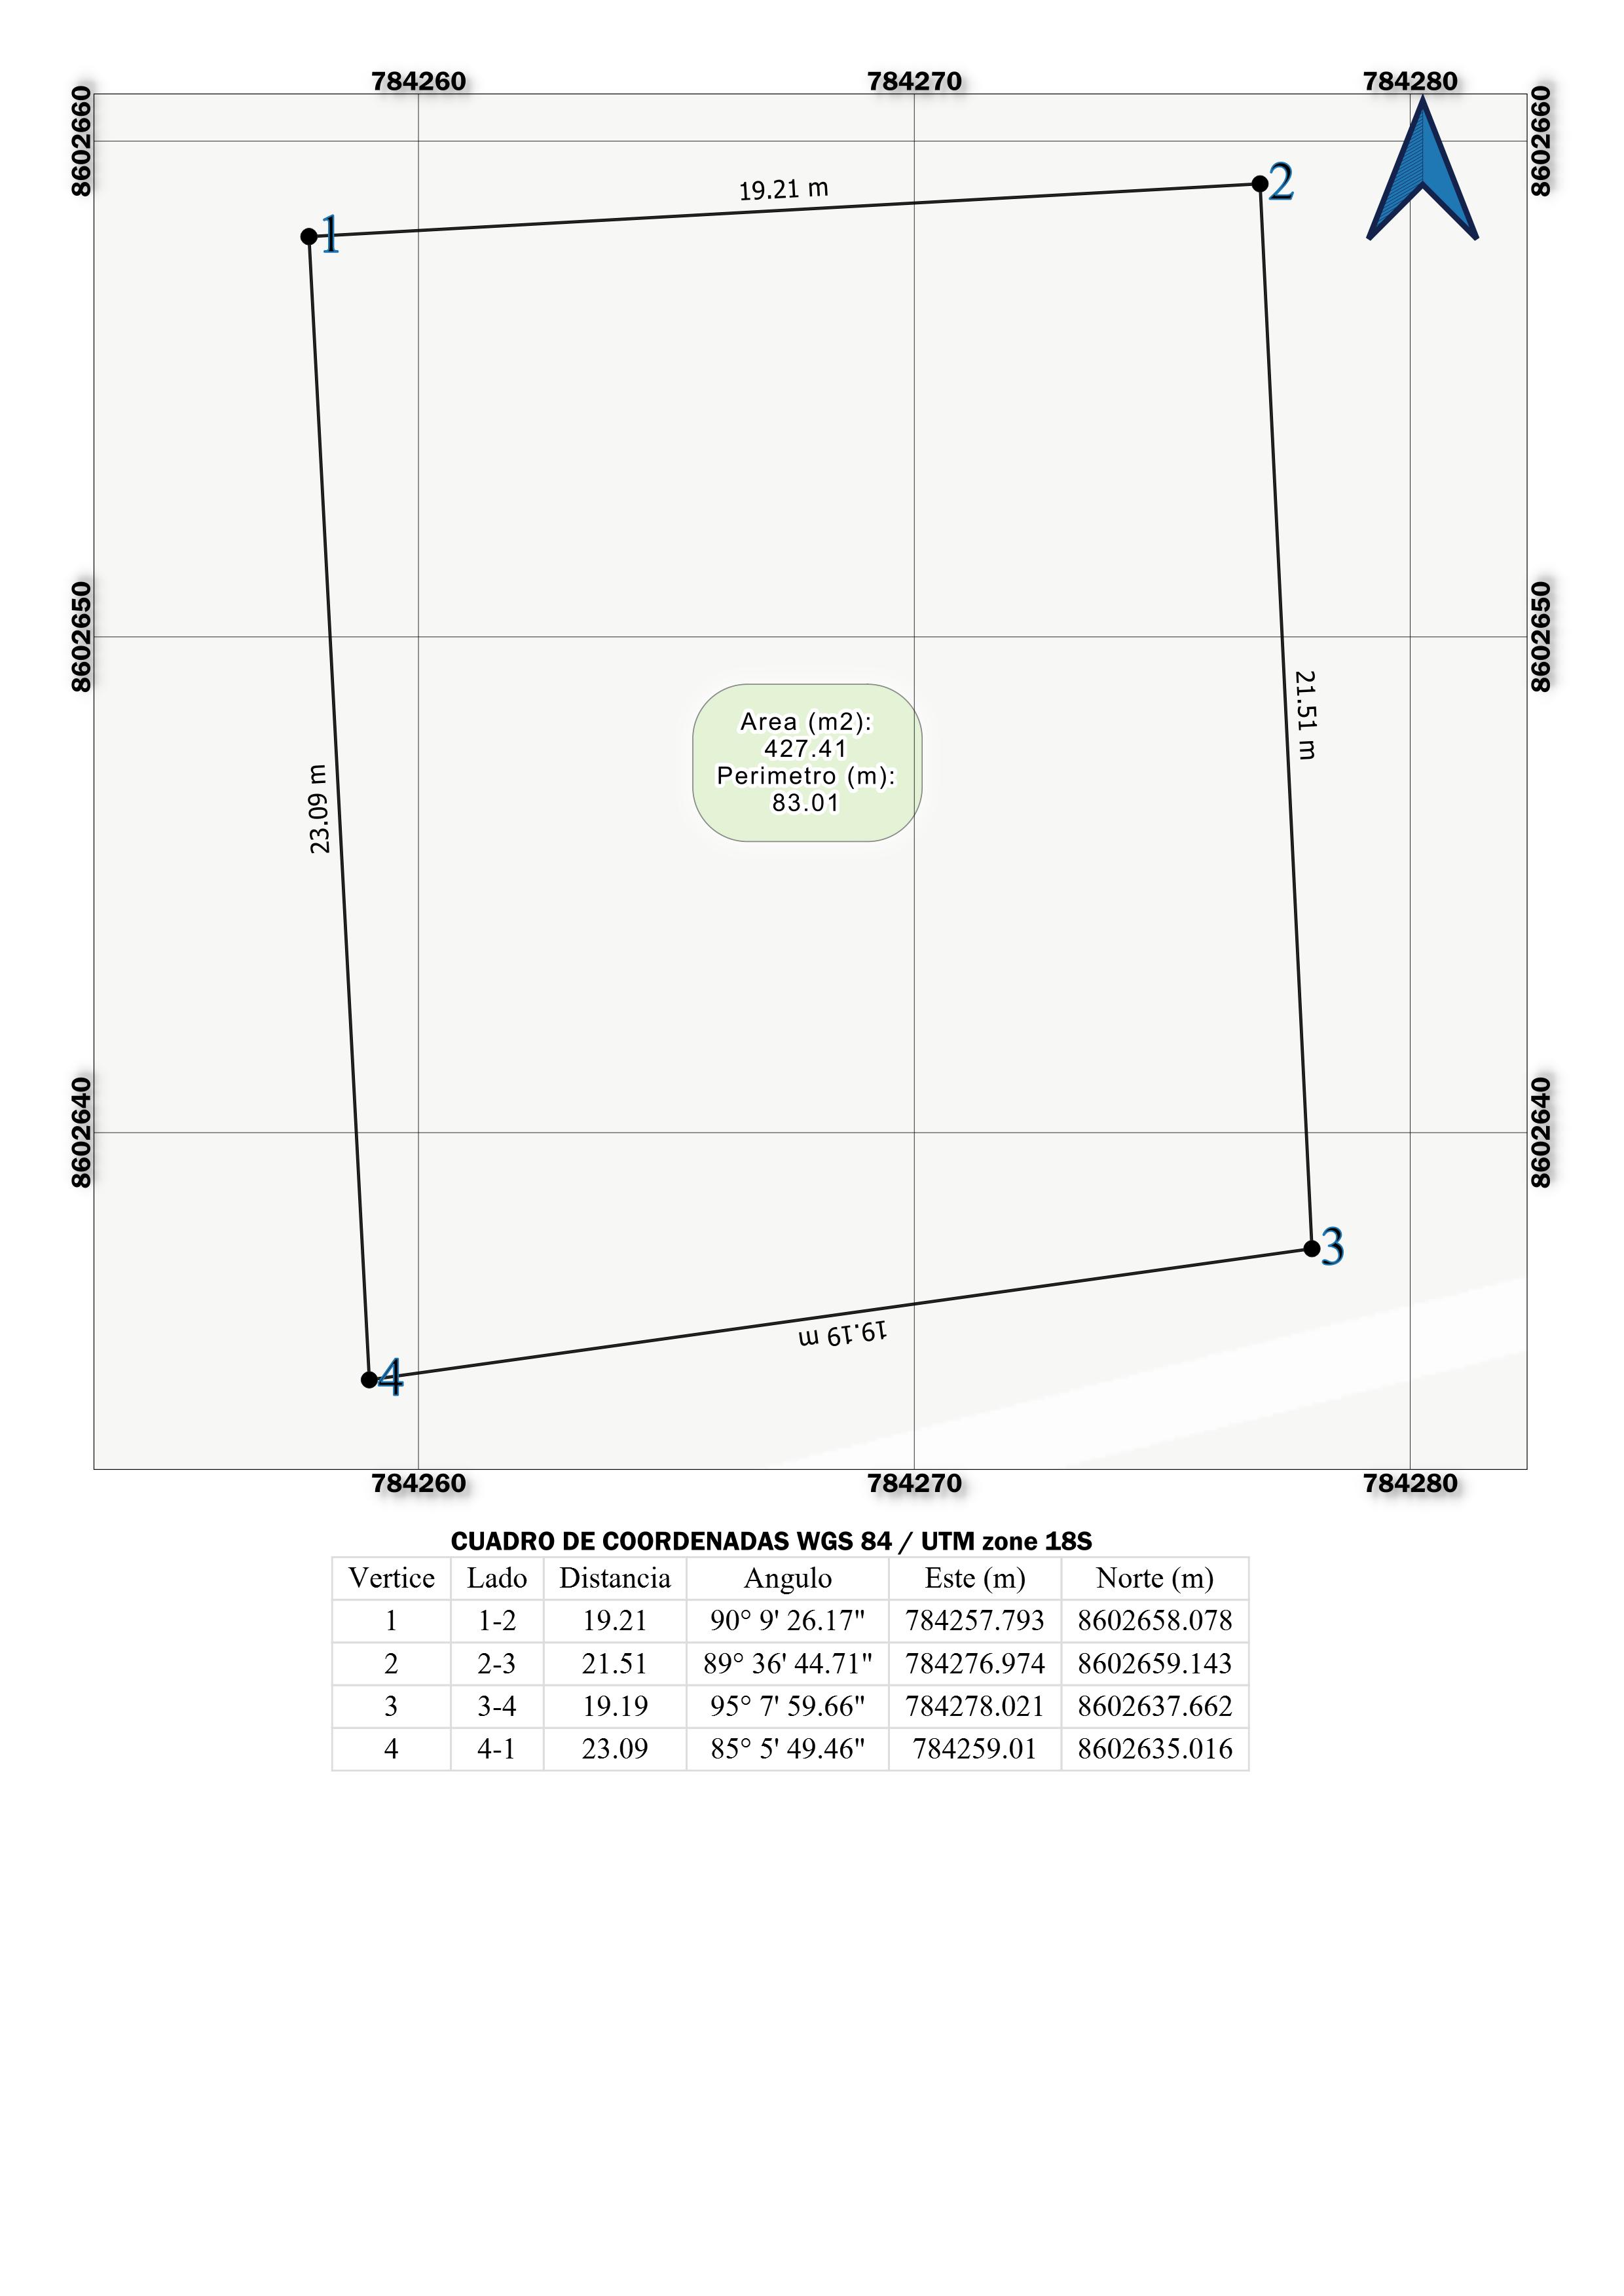 784260 784270 784280
8602660 8602660
19.21 m
1
2
8602650 8602650
21.51 m
23.09 m
Area (m2):
427.41
Perimetro (m):
83.01
8602640 8602640
3
19.19 m
4
784260 784270 784280
CUADRO DE COORDENADAS WGS 84 / UTM zone 18S
Vertice Lado Distancia Angulo Este (m) Norte (m)
1 1-2 19.21 90° 9' 26.17" 784257.793 8602658.078
2 2-3 21.51 89° 36' 44.71" 784276.974 8602659.143
3 3-4 19.19 95° 7' 59.66" 784278.021 8602637.662
4 4-1 23.09 85° 5' 49.46" 784259.01 8602635.016